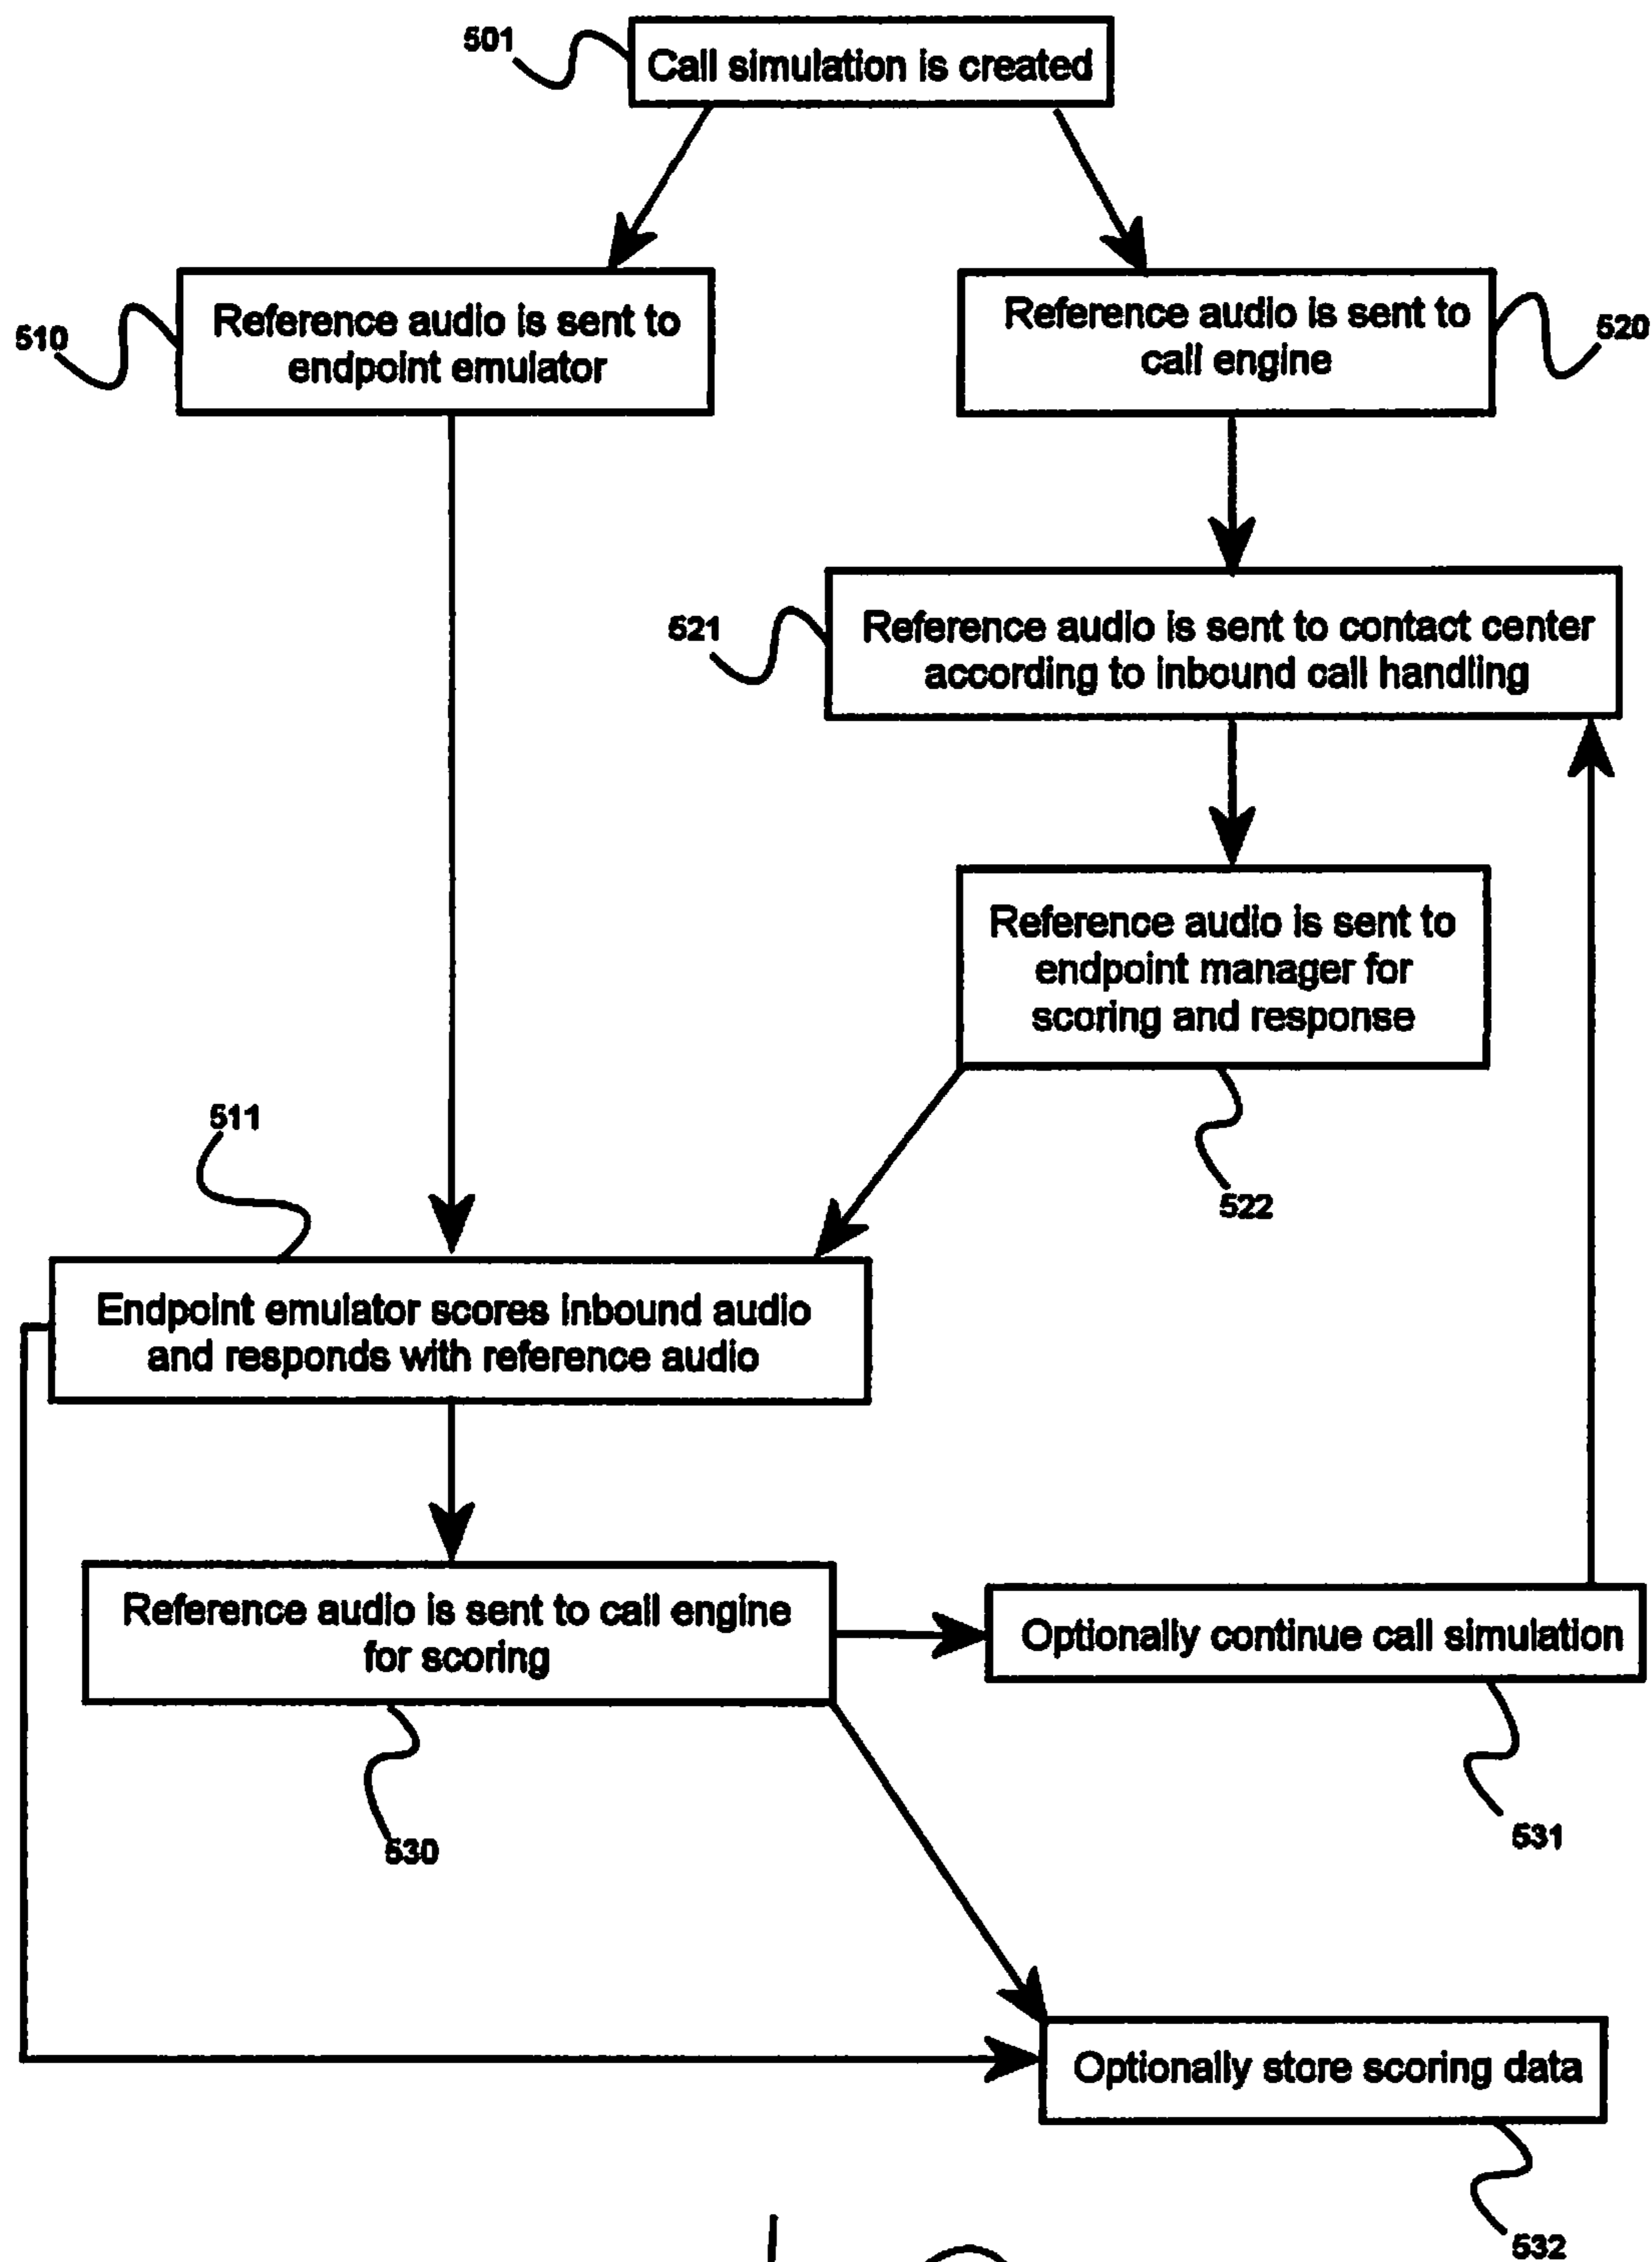 501
Call simulation is created
510
Reference audio is sent to
endpoint emulator
Reference audio is sent to
call engine
520
521
Reference audio is sent to contact center
according to inbound call handling
Reference audio is sent to
endpoint manager for
scoring and response
522
511
Endpoint emulator scores inbound audio
and responds with reference audio
Reference audio is sent to call engine
for scoring
530
Optionally continue call simulation
531
Optionally store scoring data
532